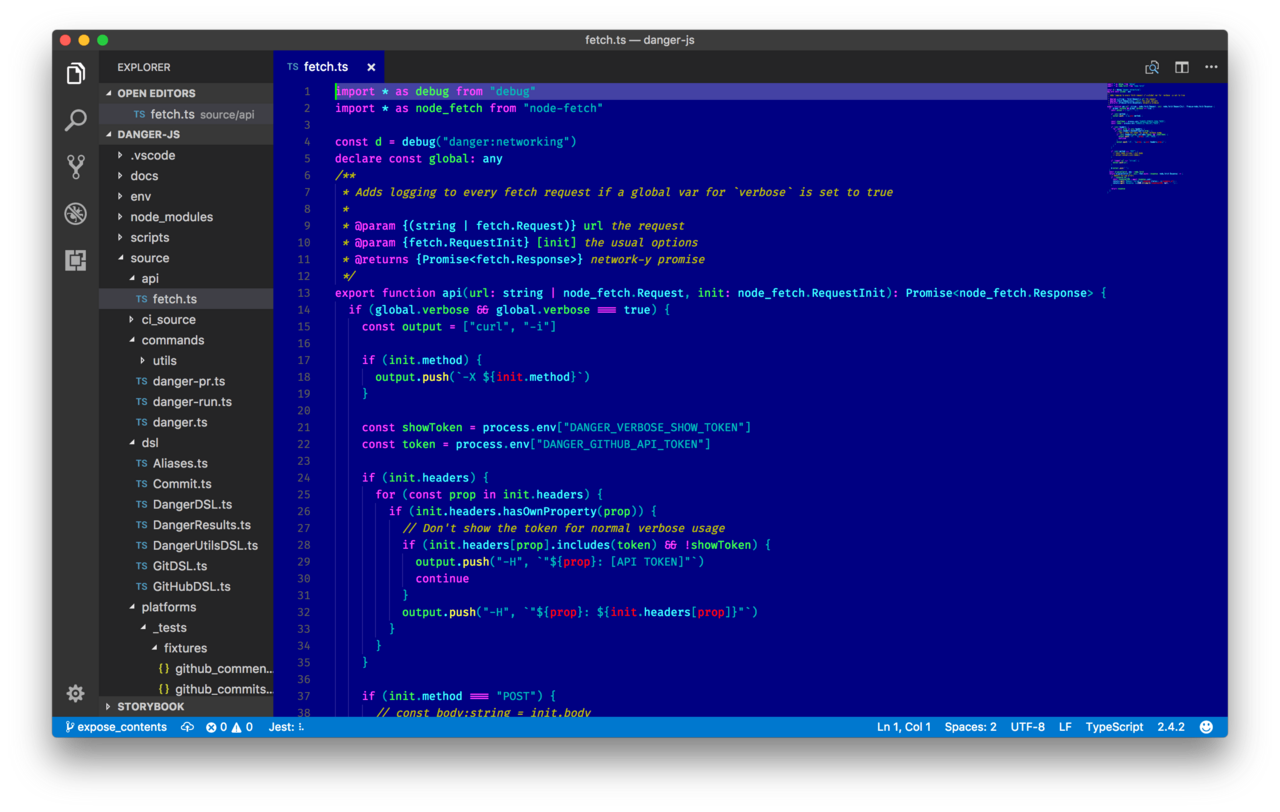 fetch.ts — danger-js
EXPLORER
OPEN EDITORS
TS fetch.ts source/api
DANGER-JS
.vscode
docs
env
node_modules
scripts
source
api
TS fetch.ts
ci_source
commands
utils
TS danger-pr.ts
TS danger-run.ts
TS danger.ts
dsl
TS Aliases.ts
TS Commit.ts
TS DangerDSL.ts
TS DangerResults.ts
TS DangerUtilsDSL.ts
TS GitDSL.ts
TS GitHubDSL.ts
platforms
_tests
fixtures
{} github_commen...
{} github_commits...
STORYBOOK
TS fetch.ts ×
1 import * as debug from "debug"
2 import * as node_fetch from "node-fetch"
3
4 const d = debug("danger:networking")
5 declare const global: any
6 /**
7 * Adds logging to every fetch request if a global var for `verbose` is set to true
8 *
9 * @param {(string | fetch.Request)} url the request
10 * @param {fetch.RequestInit} [init] the usual options
11 * @returns {Promise<fetch.Response>} network-y promise
12 */
13 export function api(url: string | node_fetch.Request, init: node_fetch.RequestInit): Promise<node_fetch.Response> {
14 if (global.verbose && global.verbose === true) {
15 const output = ["curl", "-i"]
16
17 if (init.method) {
18 output.push(`-X ${init.method}`)
19 }
20
21 const showToken = process.env["DANGER_VERBOSE_SHOW_TOKEN"]
22 const token = process.env["DANGER_GITHUB_API_TOKEN"]
23
24 if (init.headers) {
25 for (const prop in init.headers) {
26 if (init.headers.hasOwnProperty(prop)) {
27 // Don't show the token for normal verbose usage
28 if (init.headers[prop].includes(token) && !showToken) {
29 output.push("-H", `"${prop}: [API TOKEN]"`)
30 continue
31 }
32 output.push("-H", `"${prop}: ${init.headers[prop]}"`)
33 }
34 }
35 }
36
37 if (init.method === "POST") {
38 // const body:string = init.body
expose_contents 0 0 Jest: Ln 1, Col 1 Spaces: 2 UTF-8 LF TypeScript 2.4.2